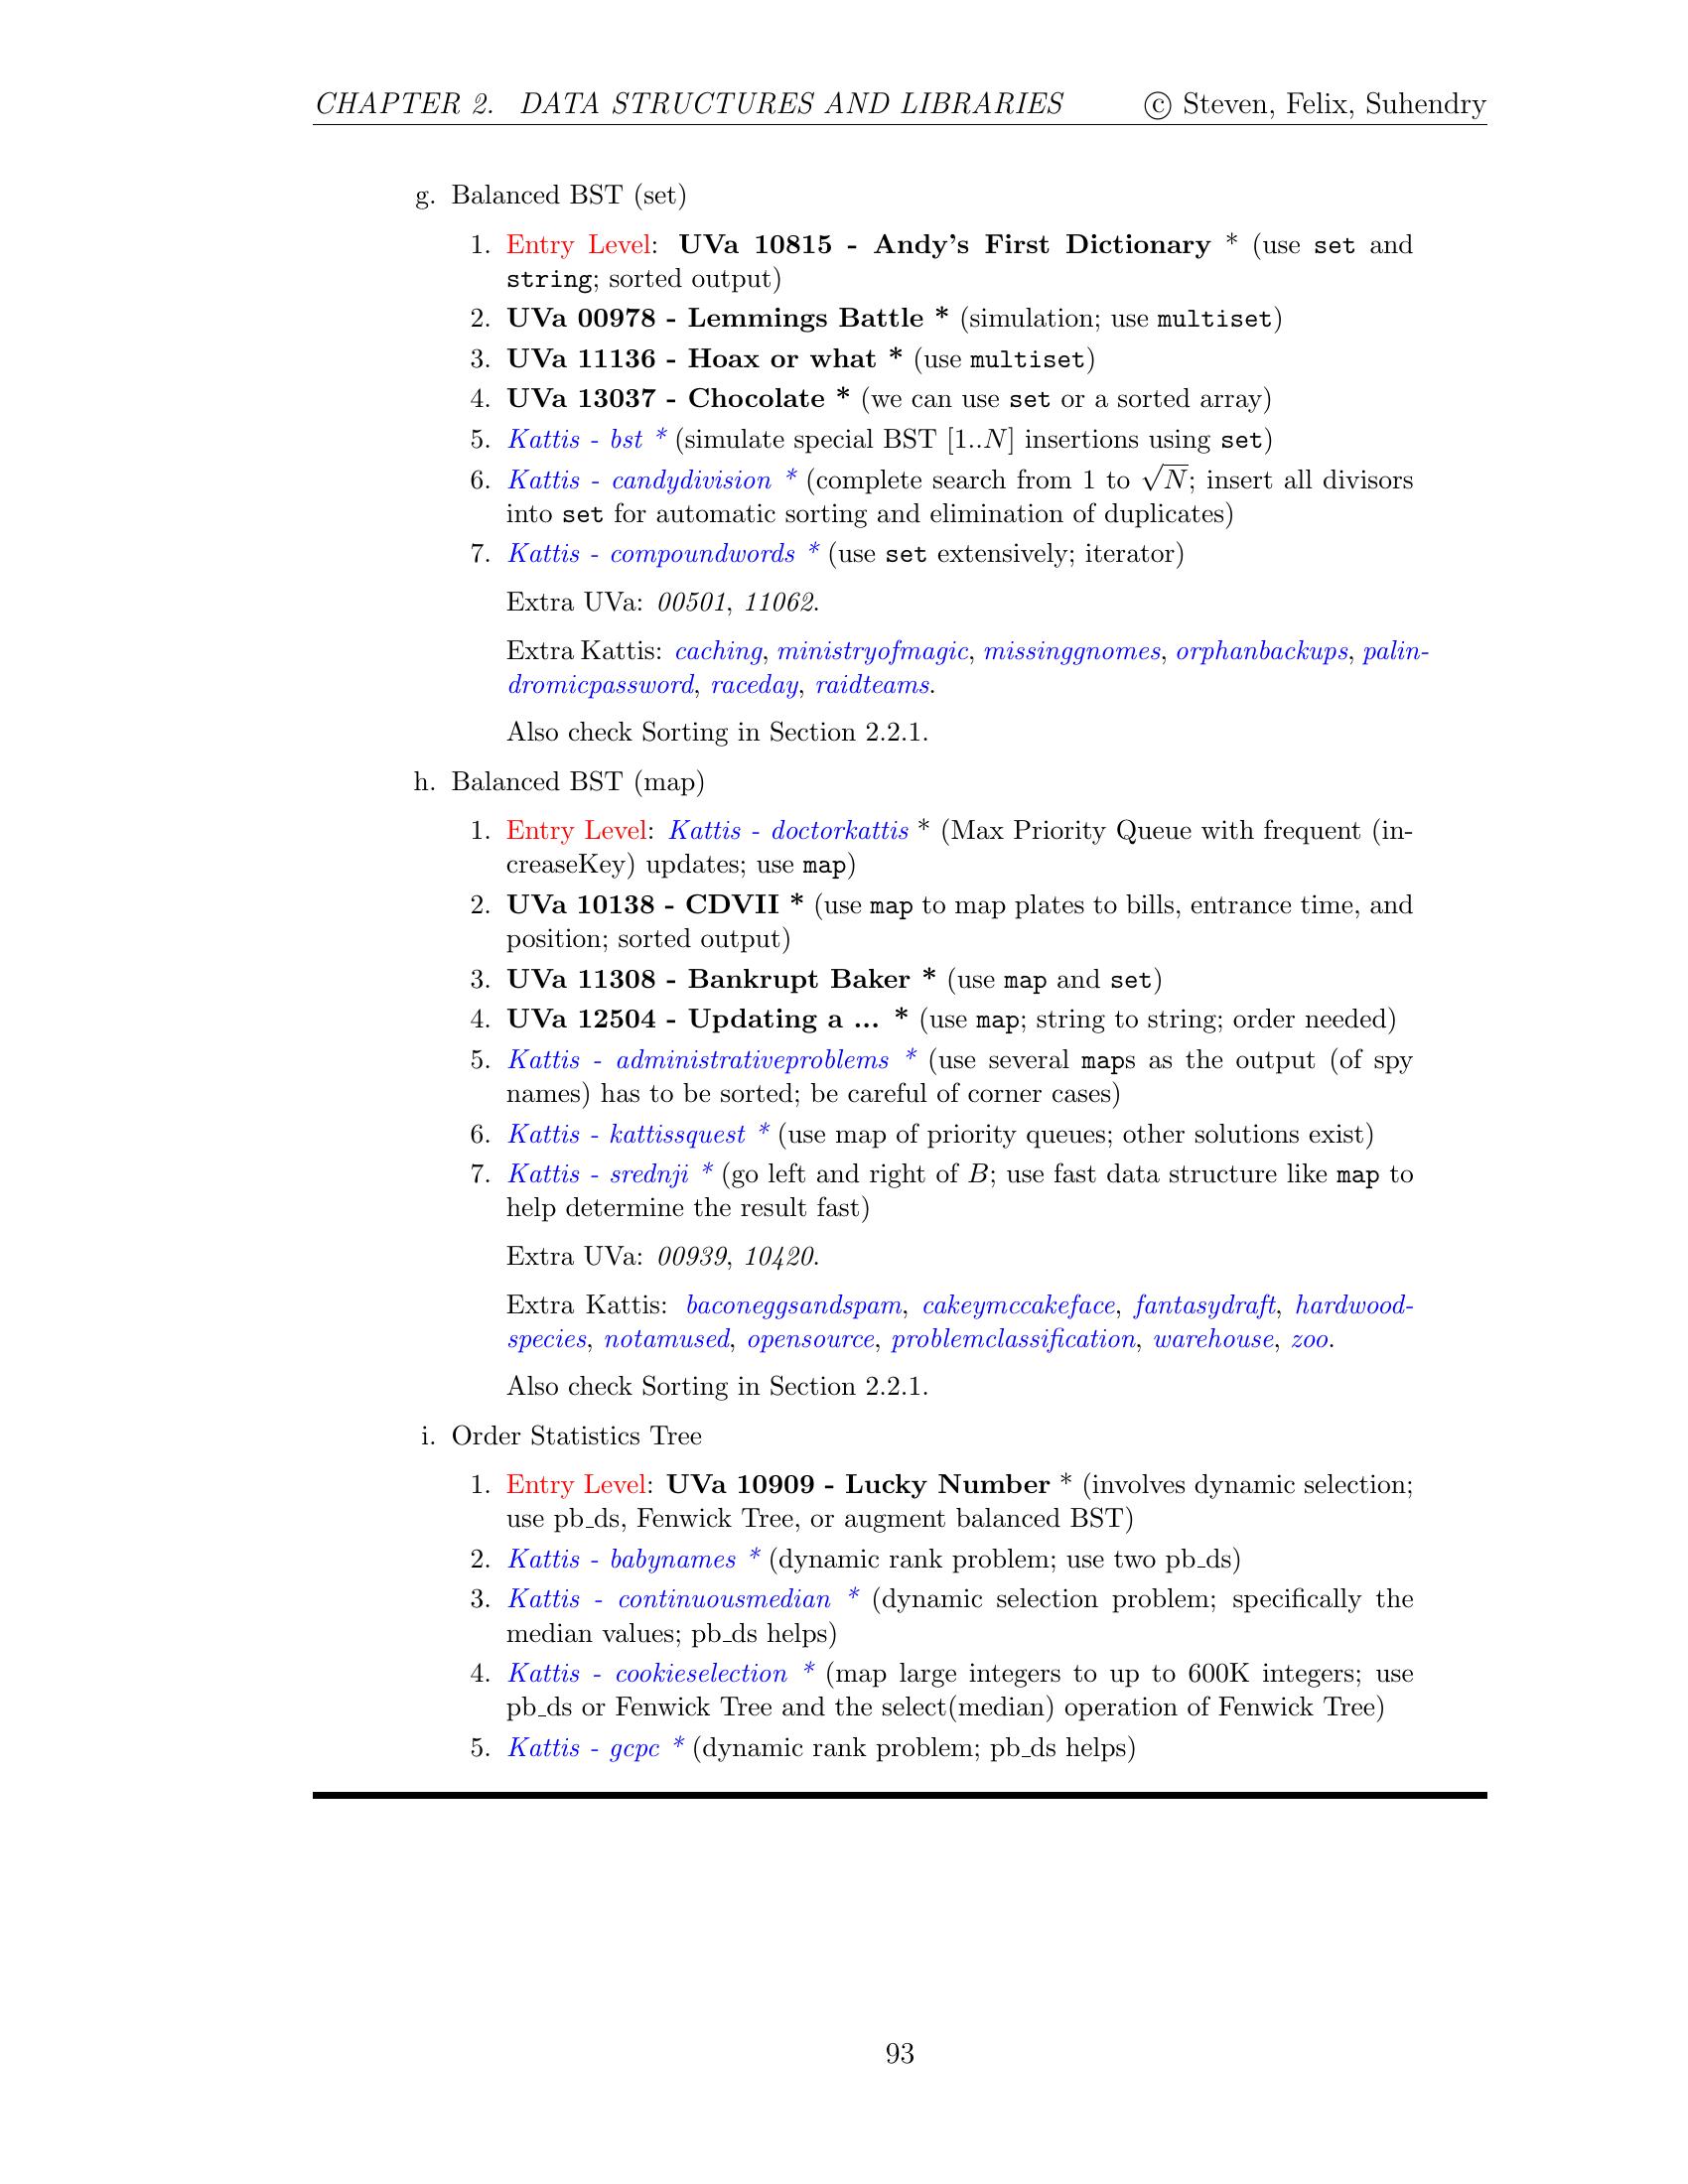 CHAPTER 2. DATA STRUCTURES AND LIBRARIES © Steven, Felix, Suhendry
g. Balanced BST (set)
1. Entry Level: UVa 10815 - Andy's First Dictionary * (use set and
string; sorted output)
2. UVa 00978 - Lemmings Battle * (simulation; use multiset)
3. UVa 11136 - Hoax or what * (use multiset)
4. UVa 13037 - Chocolate * (we can use set or a sorted array)
5. Kattis - bst * (simulate special BST [1..N] insertions using set)
6. Kattis - candydivision * (complete search from 1 to √N; insert all divisors
into set for automatic sorting and elimination of duplicates)
7. Kattis - compoundwords * (use set extensively; iterator)
Extra UVa: 00501, 11062.
Extra Kattis: caching, ministryofmagic, missinggnomes, orphanbackups, palin-
dromicpassword, raceday, raidteams.
Also check Sorting in Section 2.2.1.
h. Balanced BST (map)
1. Entry Level: Kattis - doctorkattis * (Max Priority Queue with frequent (in-
creaseKey) updates; use map)
2. UVa 10138 - CDVII * (use map to map plates to bills, entrance time, and
position; sorted output)
3. UVa 11308 - Bankrupt Baker * (use map and set)
4. UVa 12504 - Updating a ... * (use map; string to string; order needed)
5. Kattis - administrativeproblems * (use several maps as the output (of spy
names) has to be sorted; be careful of corner cases)
6. Kattis - kattissquest * (use map of priority queues; other solutions exist)
7. Kattis - srednji * (go left and right of B; use fast data structure like map to
help determine the result fast)
Extra UVa: 00939, 10420.
Extra Kattis: baconeggsandspam, cakeymccakeface, fantasydraft, hardwood-
species, notamused, opensource, problemclassification, warehouse, zoo.
Also check Sorting in Section 2.2.1.
i. Order Statistics Tree
1. Entry Level: UVa 10909 - Lucky Number * (involves dynamic selection;
use pb_ds, Fenwick Tree, or augment balanced BST)
2. Kattis - babynames * (dynamic rank problem; use two pb_ds)
3. Kattis - continuousmedian * (dynamic selection problem; specifically the
median values; pb_ds helps)
4. Kattis - cookieselection * (map large integers to up to 600K integers; use
pb_ds or Fenwick Tree and the select(median) operation of Fenwick Tree)
5. Kattis - gcpc * (dynamic rank problem; pb_ds helps)
93